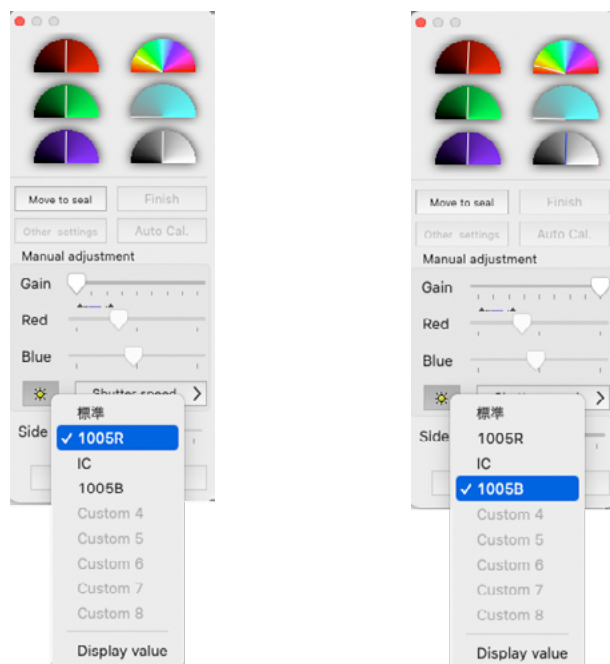 Move to seal
Finish
Other settings
Auto Cal.
Manual adjustment
Gain
Red
Blue
Shutter speed
Side
標準
✓ 1005R
IC
1005B
Custom 4
Custom 5
Custom 6
Custom 7
Custom 8
Display value
Move to seal
Finish
Other settings
Auto Cal.
Manual adjustment
Gain
Red
Blue
Side
標準
1005R
IC
✓ 1005B
Custom 4
Custom 5
Custom 6
Custom 7
Custom 8
Display value